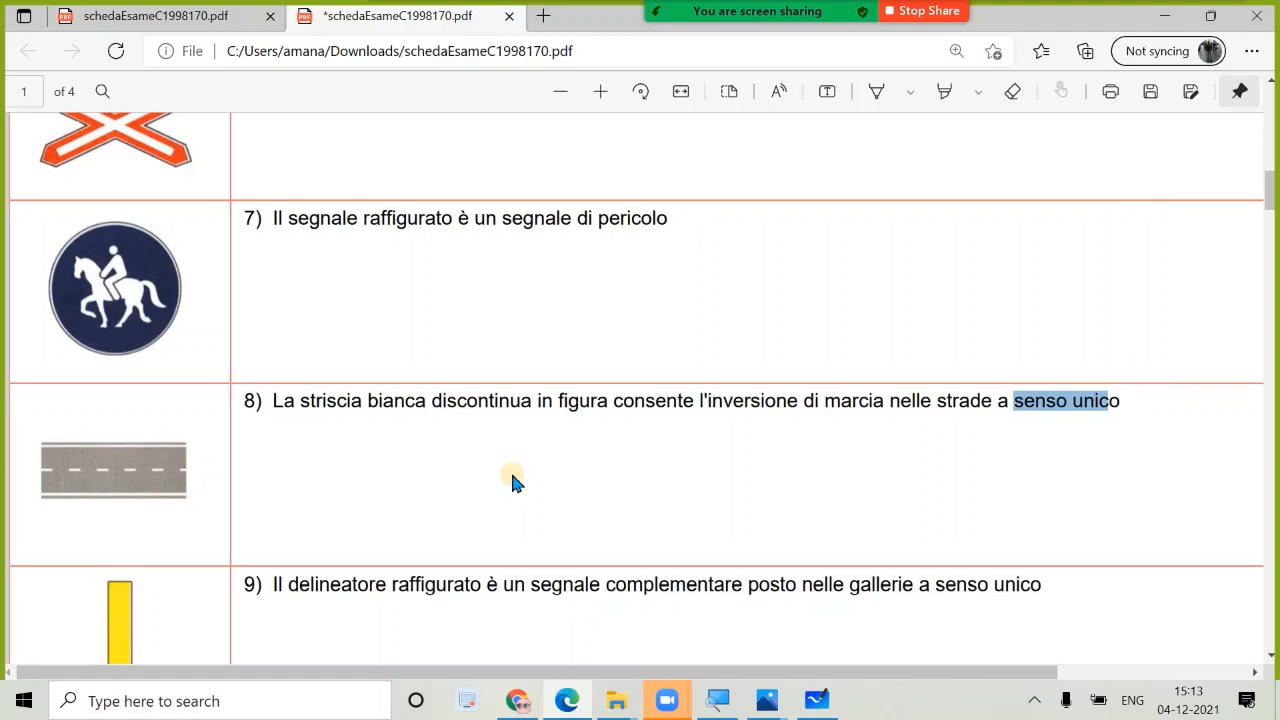 schedaEsameC1998170.pdf
*schedaEsameC1998170.pdf
You are screen sharing
Stop Share
File
C:/Users/amana/Downloads/schedaEsameC1998170.pdf
Not syncing
1 of 4
7) Il segnale raffigurato è un segnale di pericolo
8) La striscia bianca discontinua in figura consente l'inversione di marcia nelle strade a senso unico
9) Il delineatore raffigurato è un segnale complementare posto nelle gallerie a senso unico
Type here to search
ENG
15:13
04-12-2021